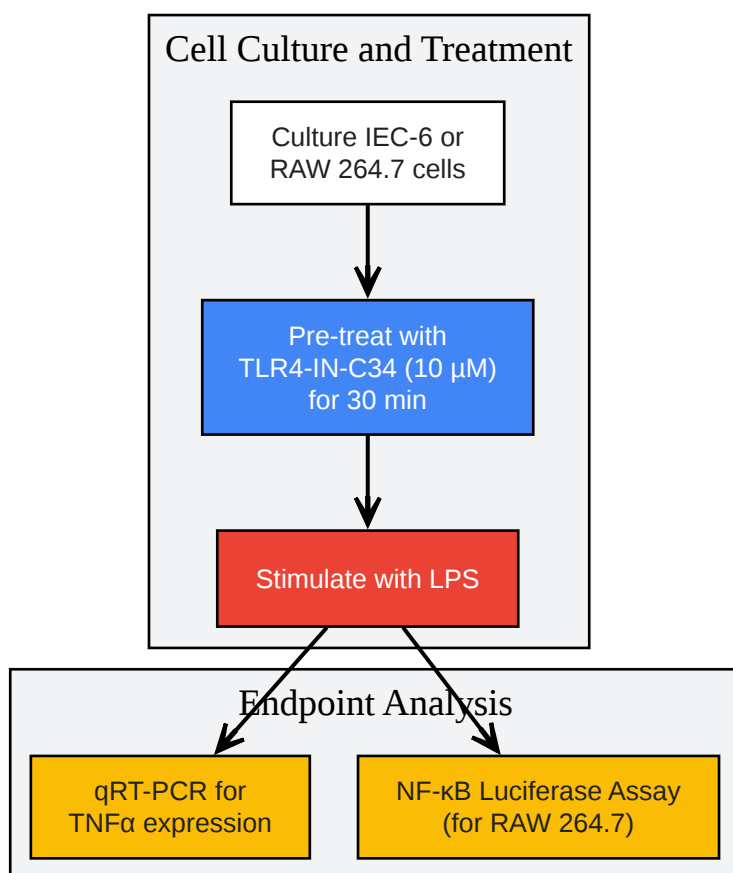 Cell Culture and Treatment
Culture IEC-6 or
RAW 264.7 cells
Pre-treat with
TLR4-IN-C34 (10 µM)
for 30 min
Stimulate with LPS
Endpoint Analysis
qRT-PCR for
TNFα expression
NF-κB Luciferase Assay
(for RAW 264.7)